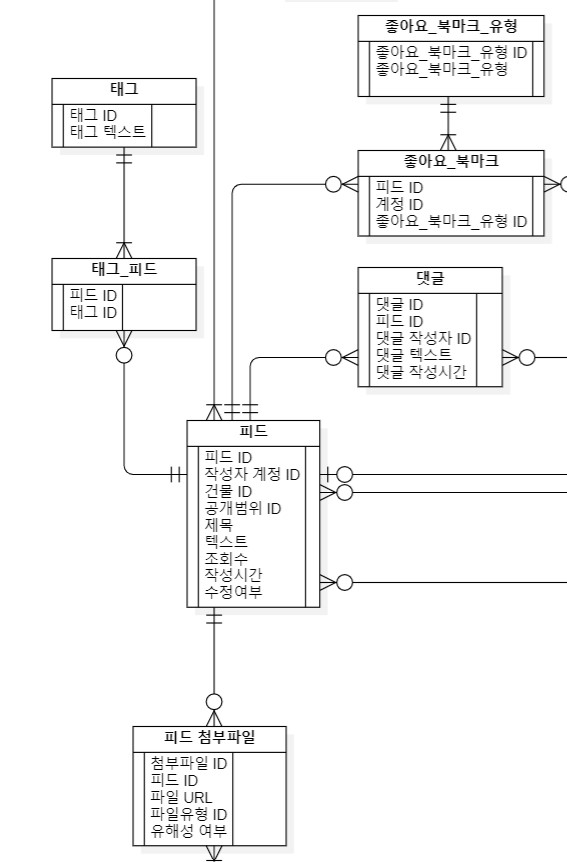 좋아요_북마크_유형
좋아요_북마크_유형 ID
좋아요_북마크_유형
태그
태그 ID
태그 텍스트
좋아요_북마크
피드 ID
계정 ID
좋아요_북마크_유형 ID
태그_피드
피드 ID
태그 ID
댓글
댓글 ID
피드 ID
댓글 작성자 ID
댓글 텍스트
댓글 작성시간
피드
피드 ID
작성자 계정 ID
건물 ID
공개범위 ID
제목
텍스트
조회수
작성시간
수정여부
피드 첨부파일
첨부파일 ID
피드 ID
파일 URL
파일유형 ID
유해성 여부